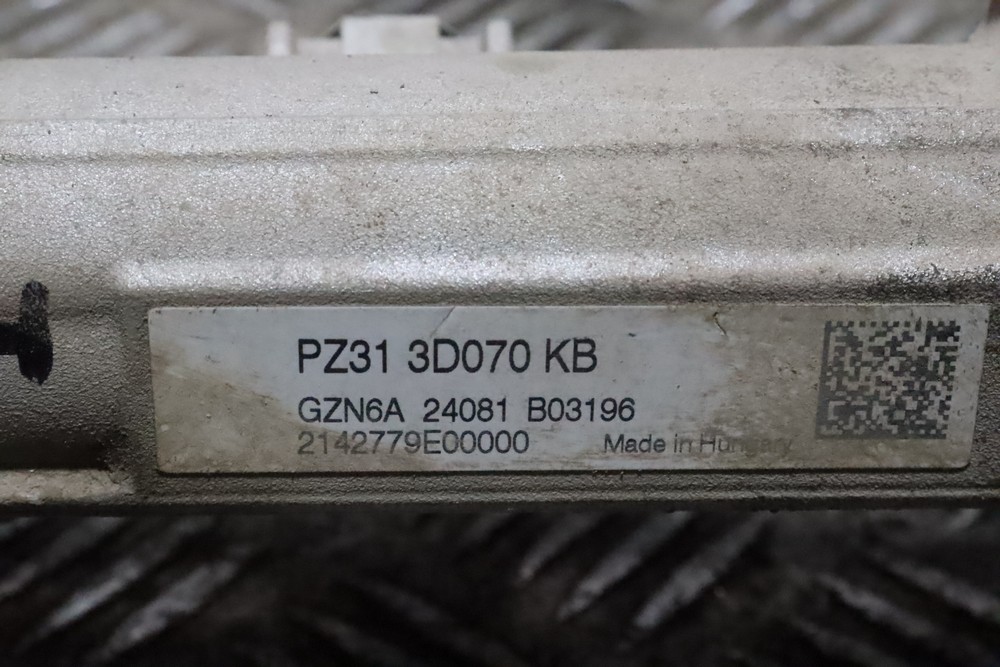 PZ31 3D070 KB
GZN6A 24081 B03196
2142779E00000 Made in Hungary